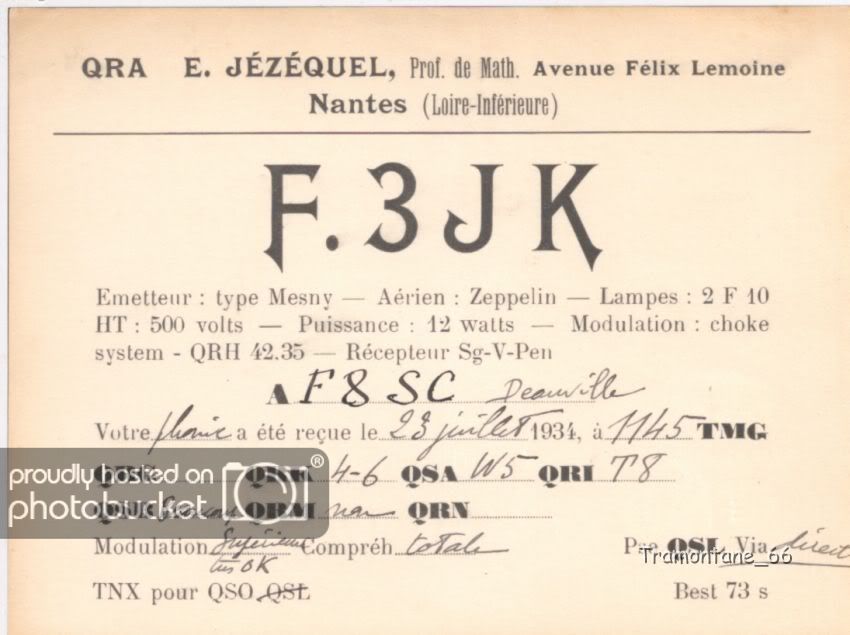 QRA E. JÉZÉQUEL, Prof. de Math. Avenue Félix Lemoine
Nantes (Loire-Inférieure)
F.3JK
Emetteur : type Mesny — Aérien : Zeppelin — Lampes : 2 F 10
HT : 500 volts — Puissance : 12 watts — Modulation : choke
system - QRH 42.35 — Récepteur Sg-V-Pen
A F8SC Deauville
Votre phonie a été reçue le 23 juillet 1934, à 1145 TMG
4-6 QSA W5 QRI T8
QRM non QRN
Modulation Supérieure Compréh totale Pse QSL Via direct
très OK
TNX pour QSO QSL Best 73 s
proudly hosted on
photobucket ®
Tramontane_66